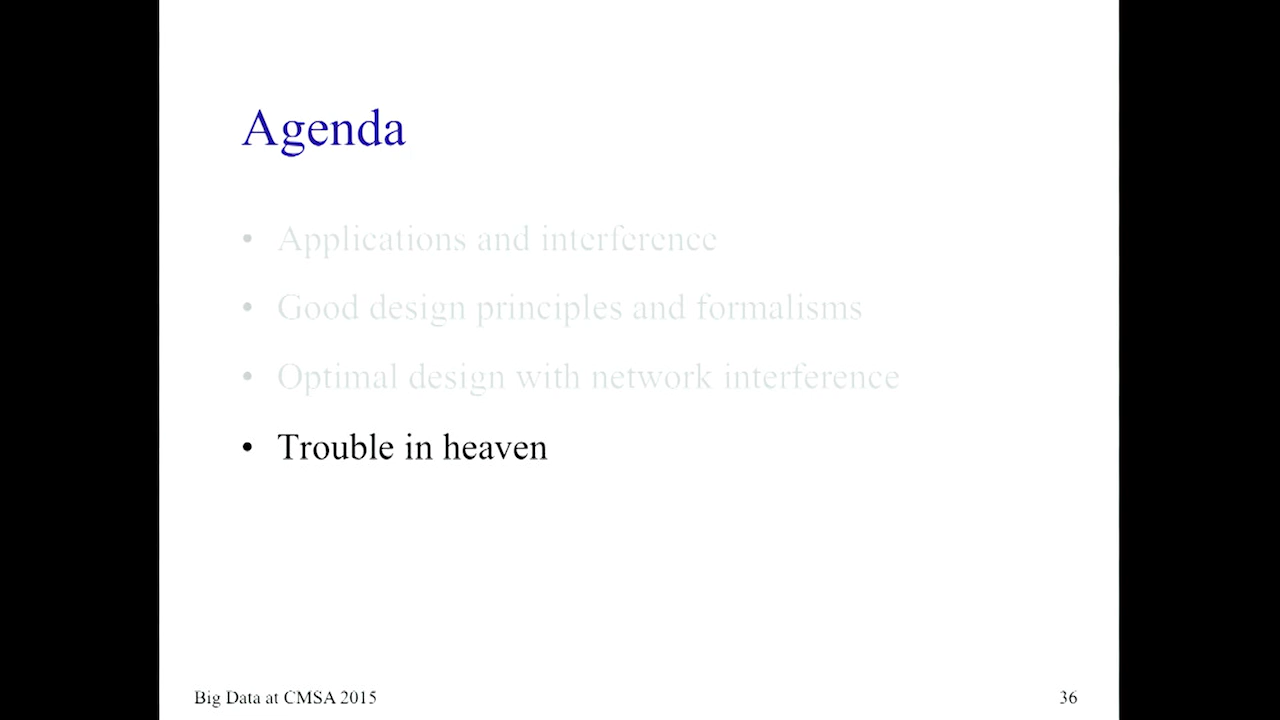 Agenda
• Applications and interference
• Good design principles and formalisms
• Optimal design with network interference
• Trouble in heaven
Big Data at CMSA 2015
36